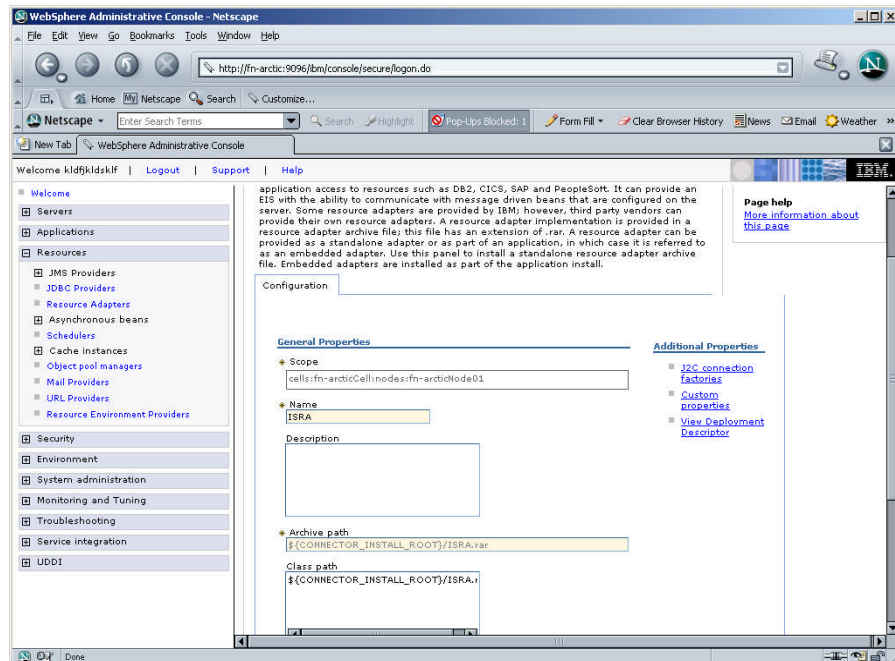 WebSphere Administrative Console - Netscape
File Edit View Go Bookmarks Tools Window Help
http://fn-arctic:9096/ibm/console/secure/logon.do
Home My Netscape Search Customize...
Netscape Enter Search Terms Search Highlight Pop-Ups Blocked: 1 Form Fill Clear Browser History News Email Weather »
New Tab WebSphere Administrative Console
Welcome kldfjkldsklf | Logout | Support | Help IBM.
Welcome
Servers
Applications
Resources
JMS Providers
JDBC Providers
Resource Adapters
Asynchronous beans
Schedulers
Cache instances
Object pool managers
Mail Providers
URL Providers
Resource Environment Providers
Security
Environment
System administration
Monitoring and Tuning
Troubleshooting
Service integration
UDDI
application access to resources such as DB2, CICS, SAP and PeopleSoft. It can provide an
EIS with the ability to communicate with message driven beans that are configured on the
server. Some resource adapters are provided by IBM; however, third party vendors can
provide their own resource adapters. A resource adapter implementation is provided in a
resource adapter archive file; this file has an extension of .rar. A resource adapter can be
provided as a standalone adapter or as part of an application, in which case it is referred to
as an embedded adapter. Use this panel to install a standalone resource adapter archive
file. Embedded adapters are installed as part of the application install.
Configuration
General Properties
* Scope
cells:fn-arcticCell:nodes:fn-arcticNode01
* Name
ISRA
Description
* Archive path
${CONNECTOR_INSTALL_ROOT}/ISRA.rar
Class path
${CONNECTOR_INSTALL_ROOT}/ISRA.r
Additional Properties
J2C connection
factories
Custom
properties
View Deployment
Descriptor
Page help
More information about
this page
Done